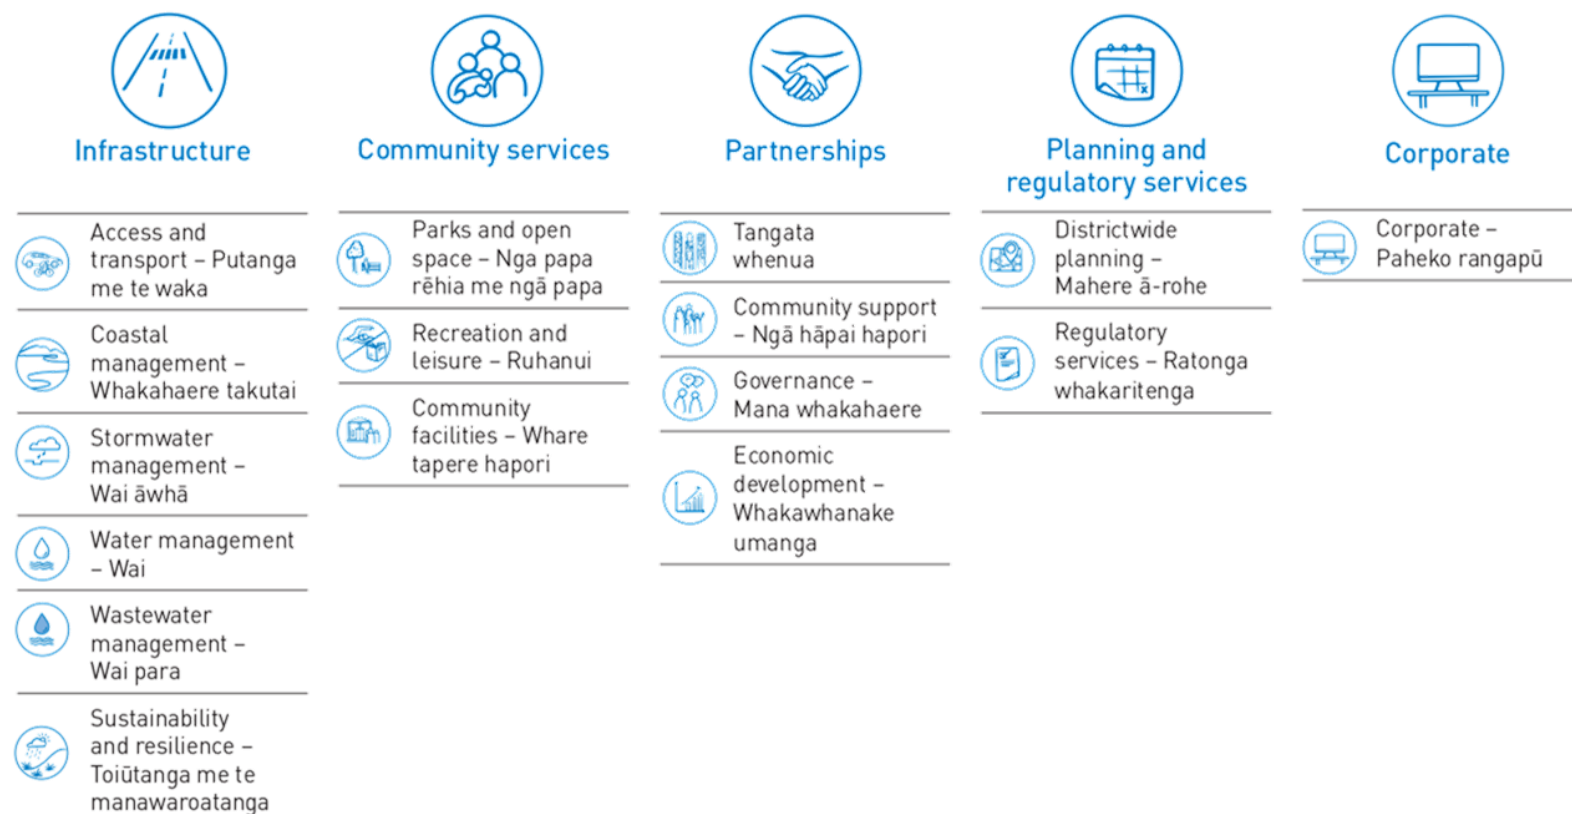 Infrastructure
Access and
transport – Putanga
me te waka
Coastal
management –
Whakahaere takutai
Stormwater
management –
Wai āwhā
Water management
– Wai
Wastewater
management –
Wai para
Sustainability
and resilience –
Toiūtanga me te
manawaroatanga
Community services
Parks and open
space – Nga papa
rēhia me ngā papa
Recreation and
leisure – Ruhanui
Community
facilities – Whare
tapere hapori
Partnerships
Tangata
whenua
Community support
– Ngā hāpai hapori
Governance –
Mana whakahaere
Economic
development –
Whakawhanake
umanga
Planning and
regulatory services
Districtwide
planning –
Mahere ā-rohe
Regulatory
services – Ratonga
whakaritenga
Corporate
Corporate –
Paheko rangapū